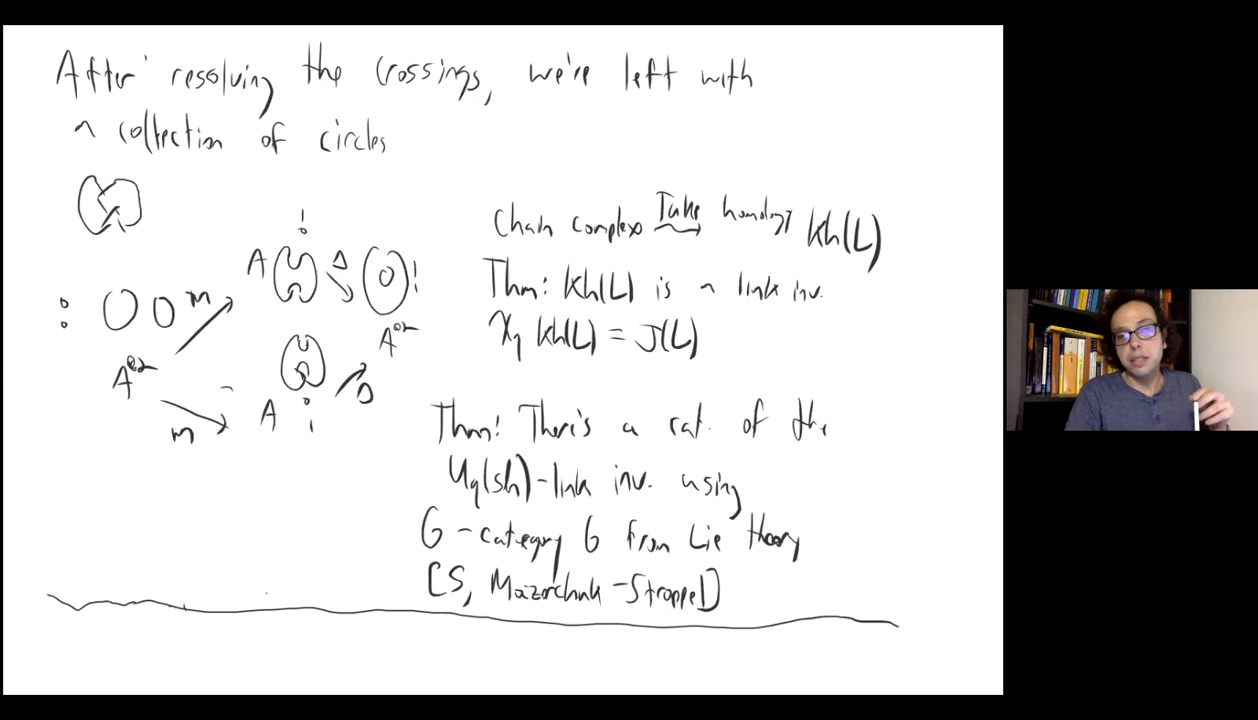 After resolving the crossings, we're left with
a collection of circles
Chain complex Take homology Kh(L)
Thm: Kh(L) is a link inv.
χq Kh(L) = J(L)
A Δ
m
A⊗2
A⊗2
Δ
A
m
Thm: There's a cat. of the
Uq(sln)-link inv. using
G-category O from Lie theory
[S, Mazorchuk-Stroppel]